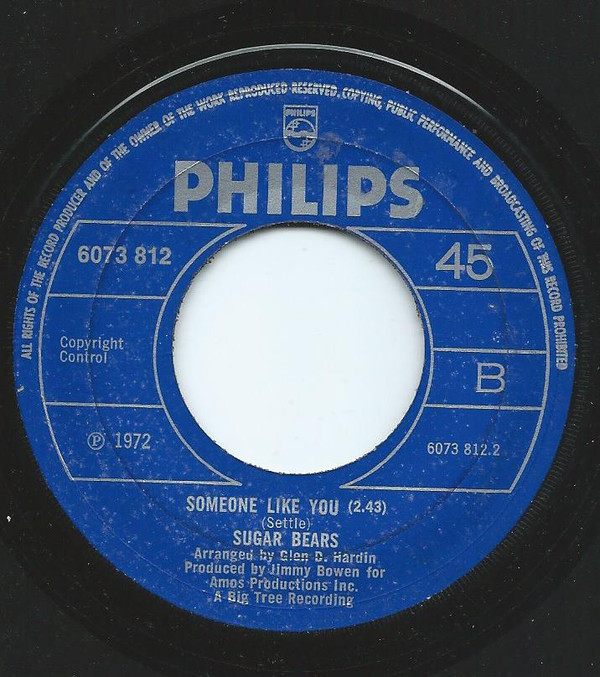 ALL RIGHTS OF THE RECORD PRODUCER AND OF THE OWNER OF THE WORK REPRODUCED RESERVED. COPYING, PUBLIC PERFORMANCE AND BROADCASTING OF THIS RECORD PROHIBITED
PHILIPS
PHILIPS
6073 812
45
Copyright
Control
B
℗ 1972
6073 812.2
SOMEONE LIKE YOU (2.43)
(Settle)
SUGAR BEARS
Arranged by Glen D. Hardin
Produced by Jimmy Bowen for
Amos Productions Inc.
A Big Tree Recording